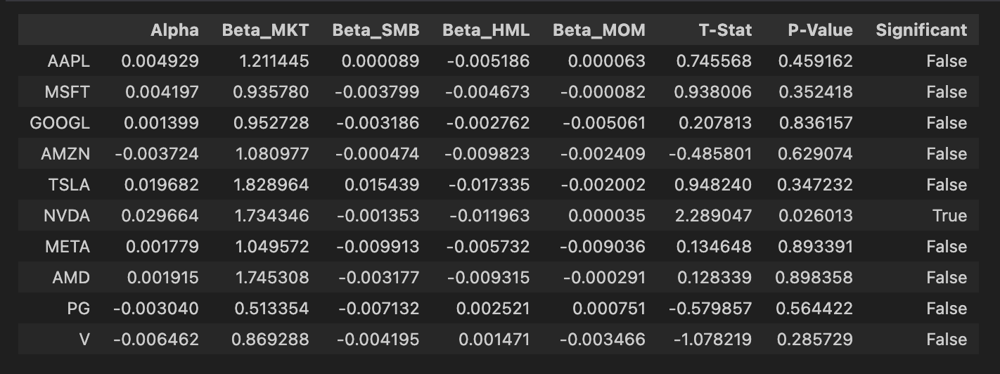 Alpha Beta_MKT Beta_SMB Beta_HML Beta_MOM T-Stat P-Value Significant
AAPL 0.004929 1.211445 0.000089 -0.005186 0.000063 0.745568 0.459162 False
MSFT 0.004197 0.935780 -0.003799 -0.004673 -0.000082 0.938006 0.352418 False
GOOGL 0.001399 0.952728 -0.003186 -0.002762 -0.005061 0.207813 0.836157 False
AMZN -0.003724 1.080977 -0.000474 -0.009823 -0.002409 -0.485801 0.629074 False
TSLA 0.019682 1.828964 0.015439 -0.017335 -0.002002 0.948240 0.347232 False
NVDA 0.029664 1.734346 -0.001353 -0.011963 0.000035 2.289047 0.026013 True
META 0.001779 1.049572 -0.009913 -0.005732 -0.009036 0.134648 0.893391 False
AMD 0.001915 1.745308 -0.003177 -0.009315 -0.000291 0.128339 0.898358 False
PG -0.003040 0.513354 -0.007132 0.002521 0.000751 -0.579857 0.564422 False
V -0.006462 0.869288 -0.004195 0.001471 -0.003466 -1.078219 0.285729 False